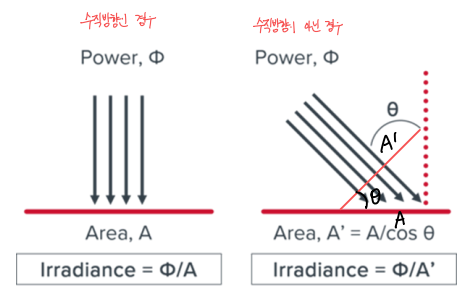 수직방향인 경우
Power, Φ
Area, A
Irradiance = Φ/A
수직방향이 아닌 경우
Power, Φ
θ
A'
θ
A
Area, A' = A/cos θ
Irradiance = Φ/A'